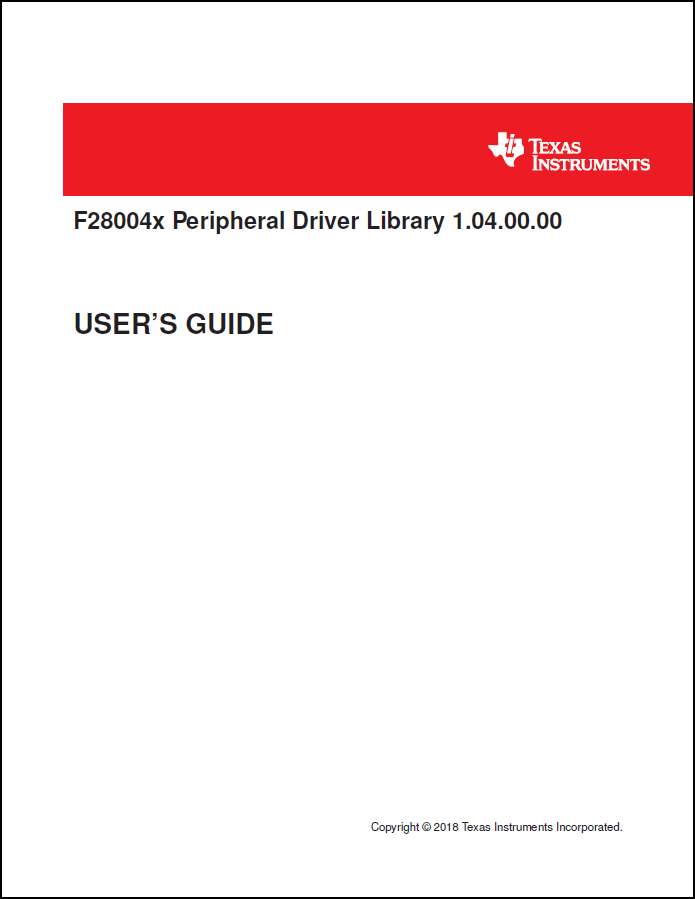 TEXAS
INSTRUMENTS
F28004x Peripheral Driver Library 1.04.00.00
USER’S GUIDE
Copyright © 2018 Texas Instruments Incorporated.